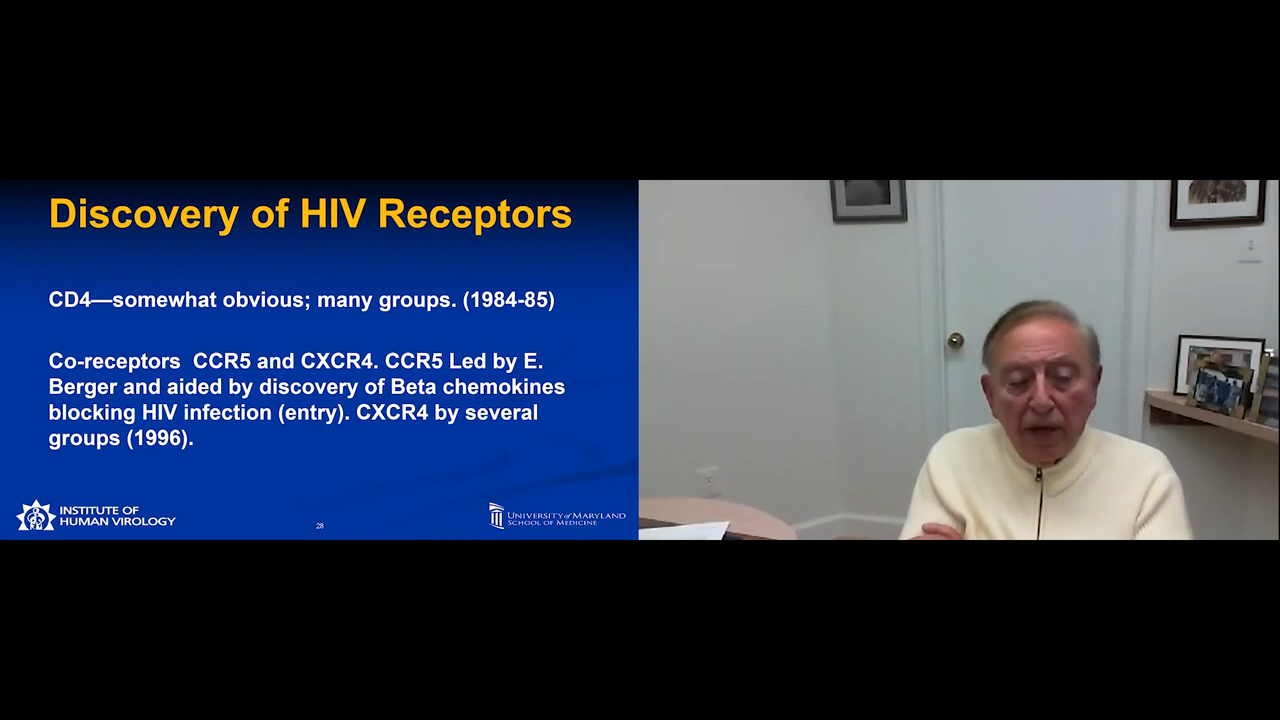 Discovery of HIV Receptors
CD4—somewhat obvious; many groups. (1984-85)
Co-receptors  CCR5 and CXCR4. CCR5 Led by E.
Berger and aided by discovery of Beta chemokines
blocking HIV infection (entry). CXCR4 by several
groups (1996).
INSTITUTE OF
HUMAN VIROLOGY
28
UNIVERSITY of MARYLAND
SCHOOL OF MEDICINE